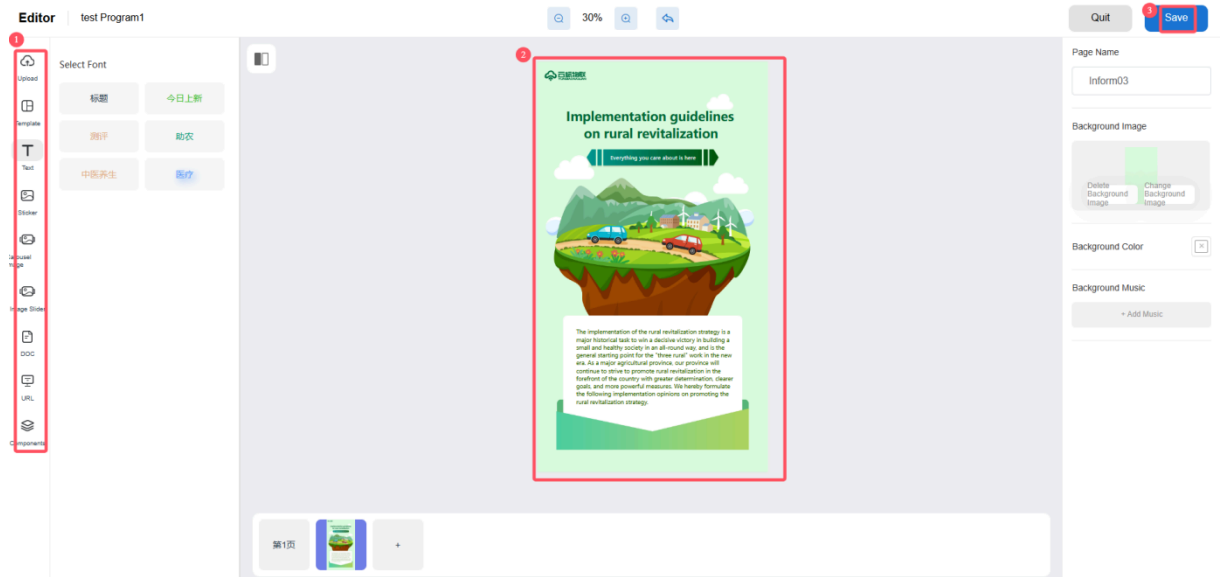 Editor
test Program1
30%
Quit
3
Save
1
Upload
Template
Text
Sticker
Image Slider
DOC
URL
Components
Select Font
标题
今日上新
测评
助农
中医养生
医疗
2
Implementation guidelines
on rural revitalization
Everything you care about is here
The implementation of the rural revitalization strategy is a
major historical task to win a decisive victory in building a
small and healthy society in an all-round way, and is the
general starting point for the "three rural" work in the new
era. As a major agricultural province, our province will
continue to strive to promote rural revitalization in the
forefront of the country with greater determination, clearer
goals, and more powerful measures. We hereby formulate
the following implementation opinions on promoting the
rural revitalization strategy.
第1页
+
Page Name
Inform03
Background Image
Delete
Background
Image
Change
Background
Image
Background Color
Background Music
+ Add Music